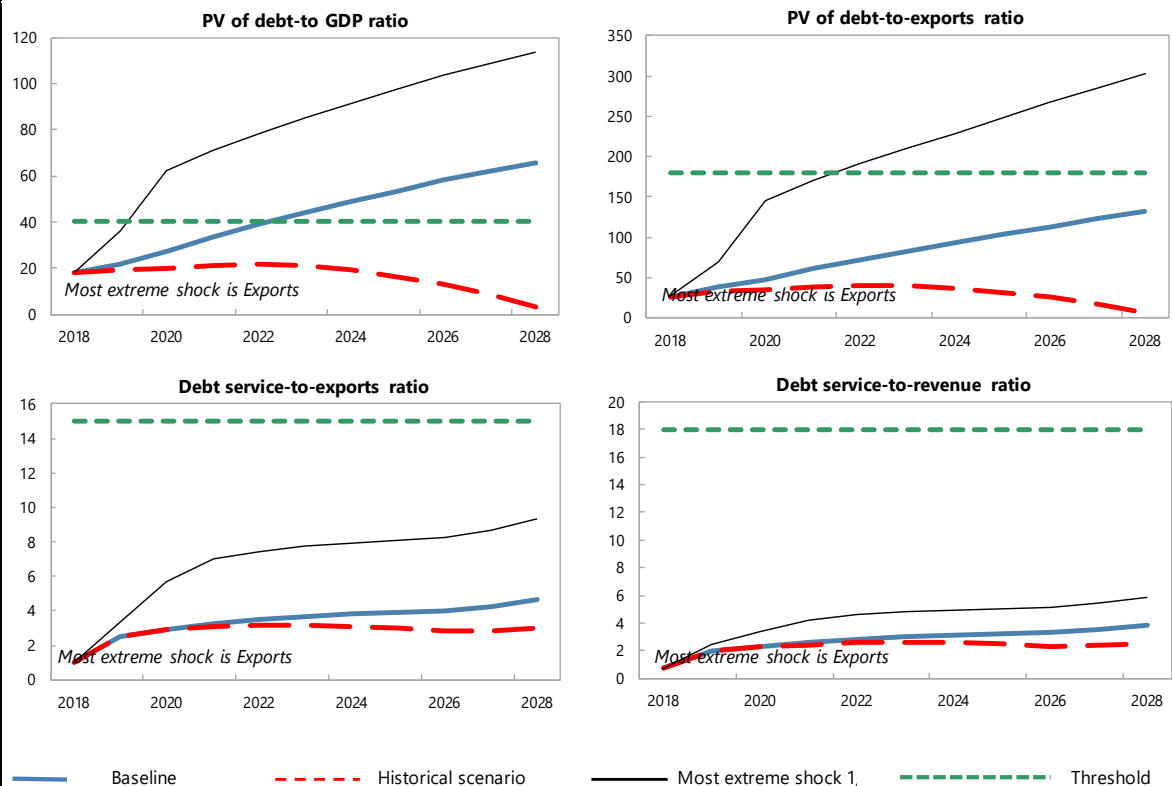 PV of debt-to GDP ratio
120
100
80
60
40
20
0
Most extreme shock is Exports
2018 2020 2022 2024 2026 2028
PV of debt-to-exports ratio
350
300
250
200
150
100
50
0
Most extreme shock is Exports
2018 2020 2022 2024 2026 2028
Debt service-to-exports ratio
16
14
12
10
8
6
4
2
0
Most extreme shock is Exports
2018 2020 2022 2024 2026 2028
Debt service-to-revenue ratio
20
18
16
14
12
10
8
6
4
2
0
Most extreme shock is Exports
2018 2020 2022 2024 2026 2028
Baseline Historical scenario Most extreme shock 1/ Threshold